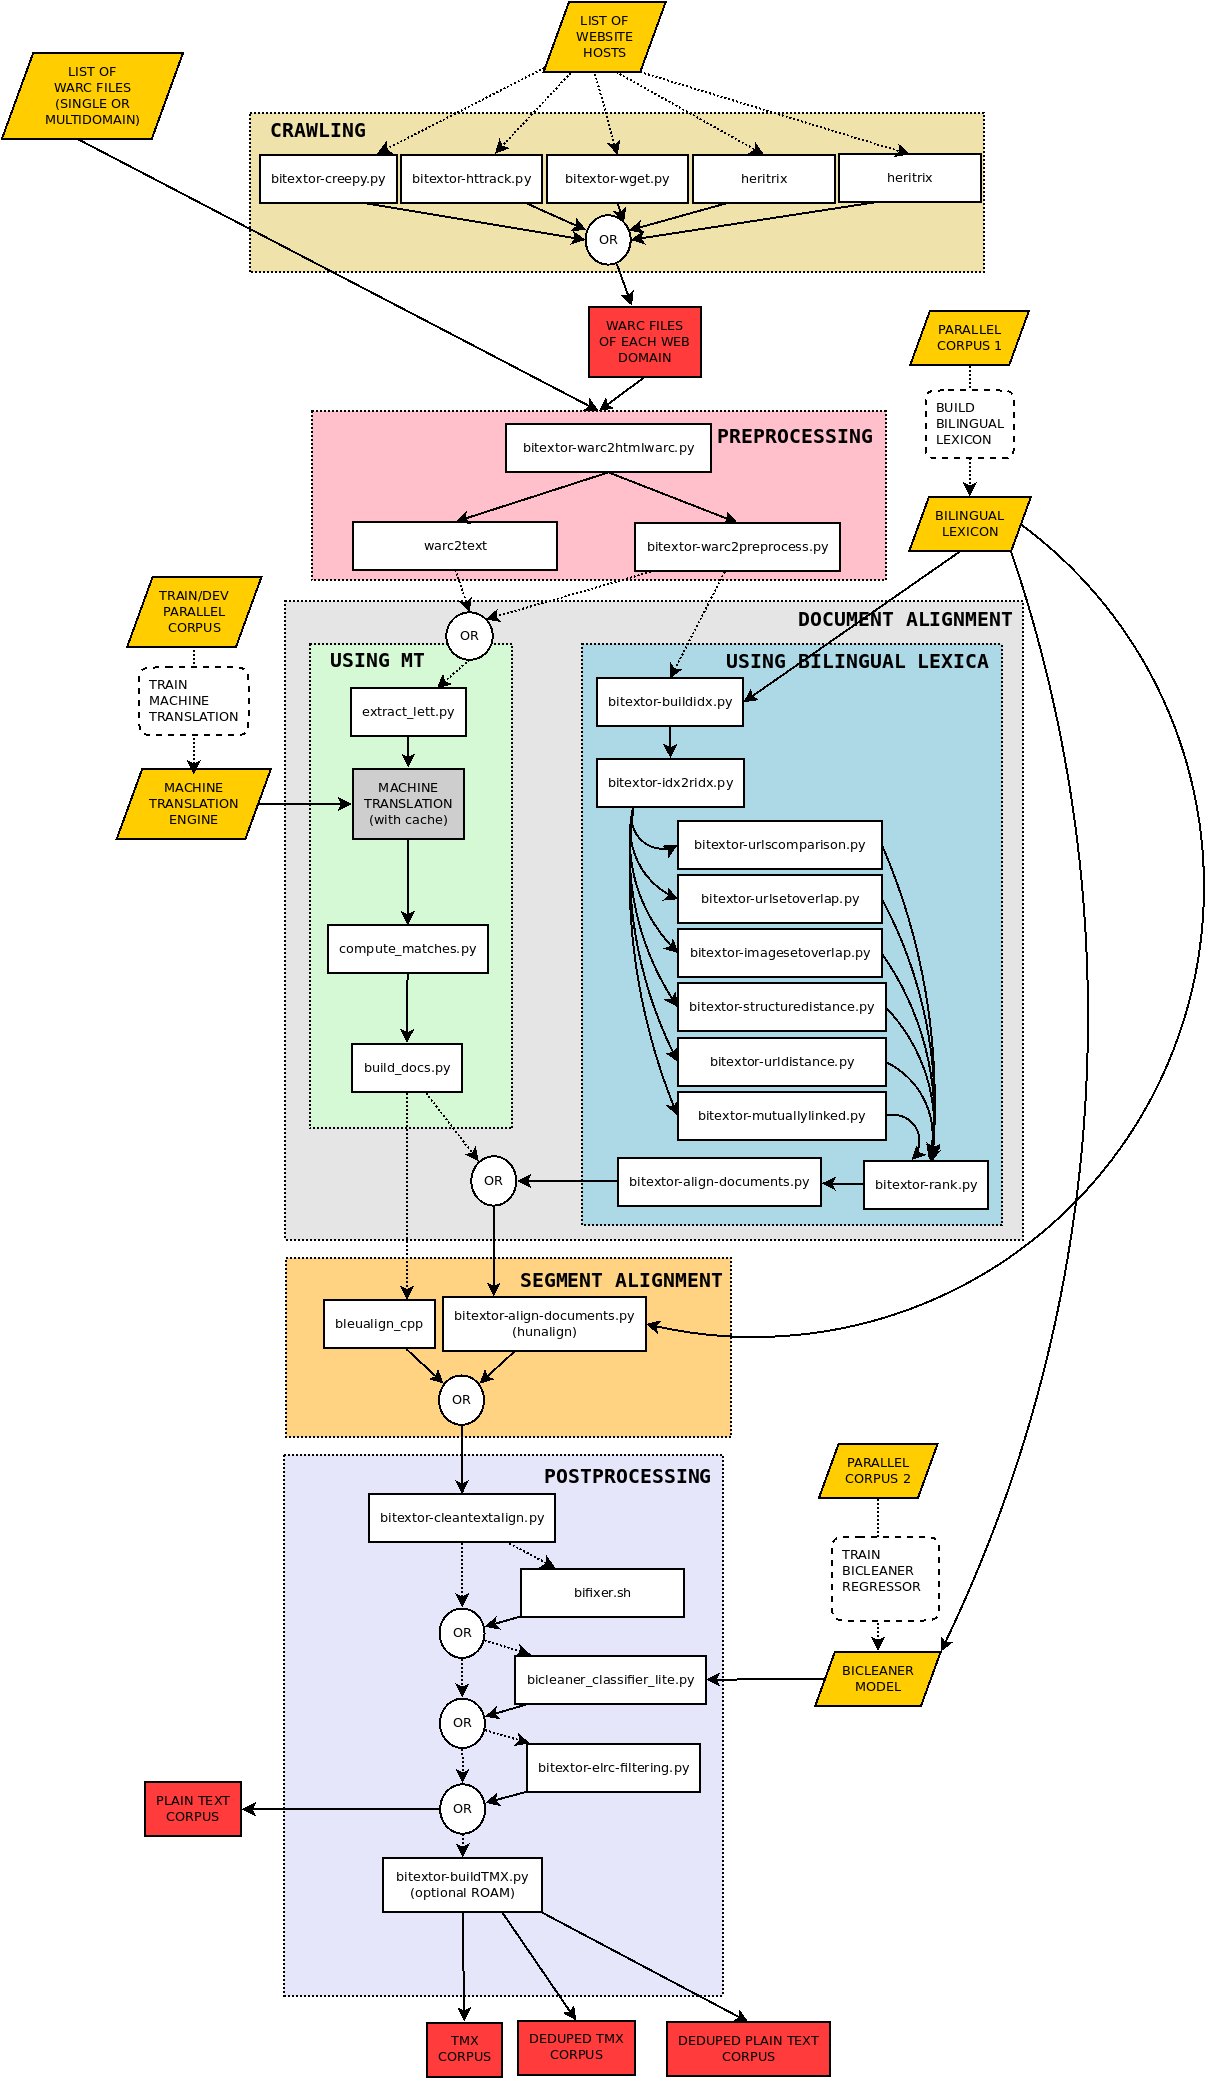 LIST OF
WEBSITE
HOSTS
LIST OF
WARC FILES
(SINGLE OR
MULTIDOMAIN)
CRAWLING
bitextor-creepy.py
bitextor-httrack.py
bitextor-wget.py
heritrix
heritrix
OR
WARC FILES
OF EACH WEB
DOMAIN
PARALLEL
CORPUS 1
BUILD
BILINGUAL
LEXICON
BILINGUAL
LEXICON
PREPROCESSING
bitextor-warc2htmlwarc.py
warc2text
bitextor-warc2preprocess.py
TRAIN/DEV
PARALLEL
CORPUS
TRAIN
MACHINE
TRANSLATION
MACHINE
TRANSLATION
ENGINE
DOCUMENT ALIGNMENT
OR
USING MT
extract_lett.py
MACHINE
TRANSLATION
(with cache)
compute_matches.py
build_docs.py
USING BILINGUAL LEXICA
bitextor-buildidx.py
bitextor-idx2ridx.py
bitextor-urlscomparison.py
bitextor-urlsetoverlap.py
bitextor-imagesetoverlap.py
bitextor-structuredistance.py
bitextor-urldistance.py
bitextor-mutuallylinked.py
OR
bitextor-align-documents.py
bitextor-rank.py
SEGMENT ALIGNMENT
bleualign_cpp
bitextor-align-documents.py
(hunalign)
OR
POSTPROCESSING
bitextor-cleantextalign.py
bifixer.sh
OR
bicleaner_classifier_lite.py
OR
bitextor-elrc-filtering.py
OR
PARALLEL
CORPUS 2
TRAIN
BICLEANER
REGRESSOR
BICLEANER
MODEL
PLAIN TEXT
CORPUS
bitextor-buildTMX.py
(optional ROAM)
TMX
CORPUS
DEDUPED TMX
CORPUS
DEDUPED PLAIN TEXT
CORPUS